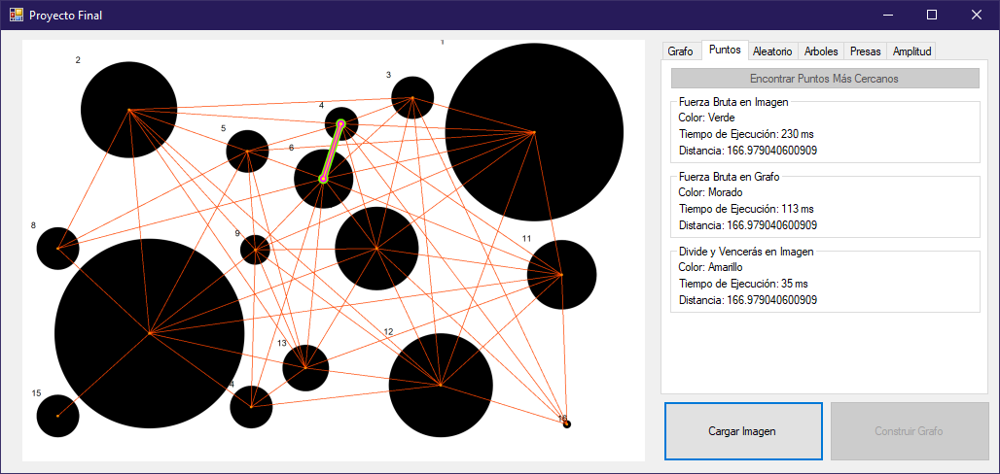 Proyecto Final
Grafo
Puntos
Aleatorio
Arboles
Presas
Amplitud
Encontrar Puntos Más Cercanos
Fuerza Bruta en Imagen
Color: Verde
Tiempo de Ejecución: 230 ms
Distancia: 166.979040600909
Fuerza Bruta en Grafo
Color: Morado
Tiempo de Ejecución: 113 ms
Distancia: 166.979040600909
Divide y Vencerás en Imagen
Color: Amarillo
Tiempo de Ejecución: 35 ms
Distancia: 166.979040600909
Cargar Imagen
Construir Grafo
1
2
3
4
5
6
8
9
11
12
13
4
15